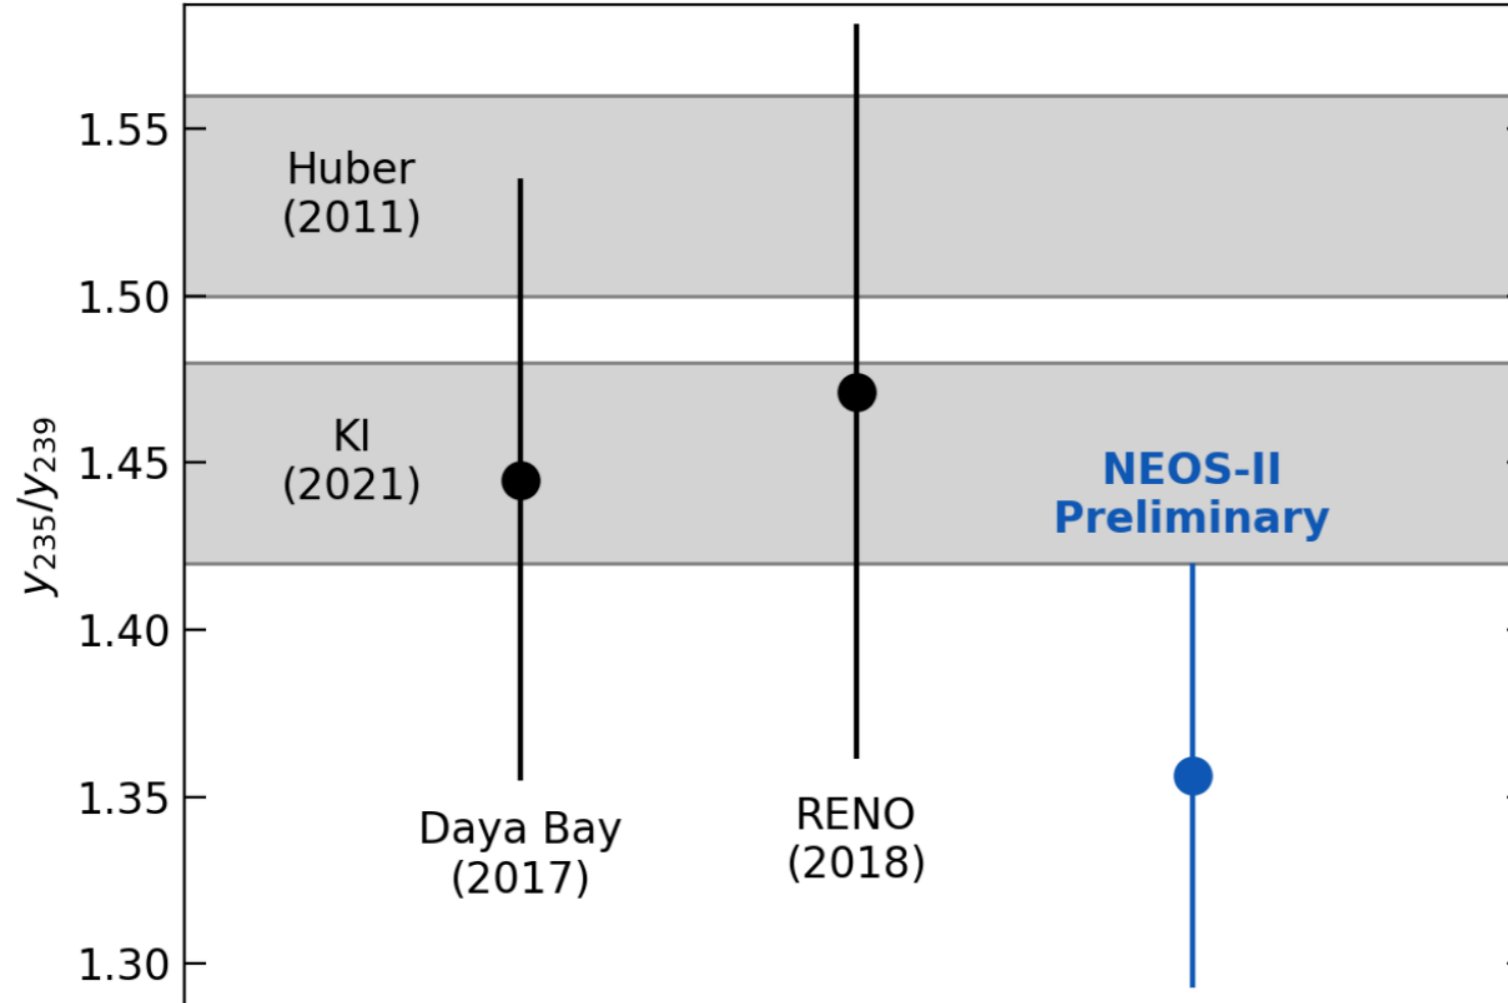 1.55
Huber
(2011)
1.50
KI
(2021)
1.45
NEOS-II
Preliminary
y₂₃₅/y₂₃₉
1.40
1.35
Daya Bay
(2017)
RENO
(2018)
1.30